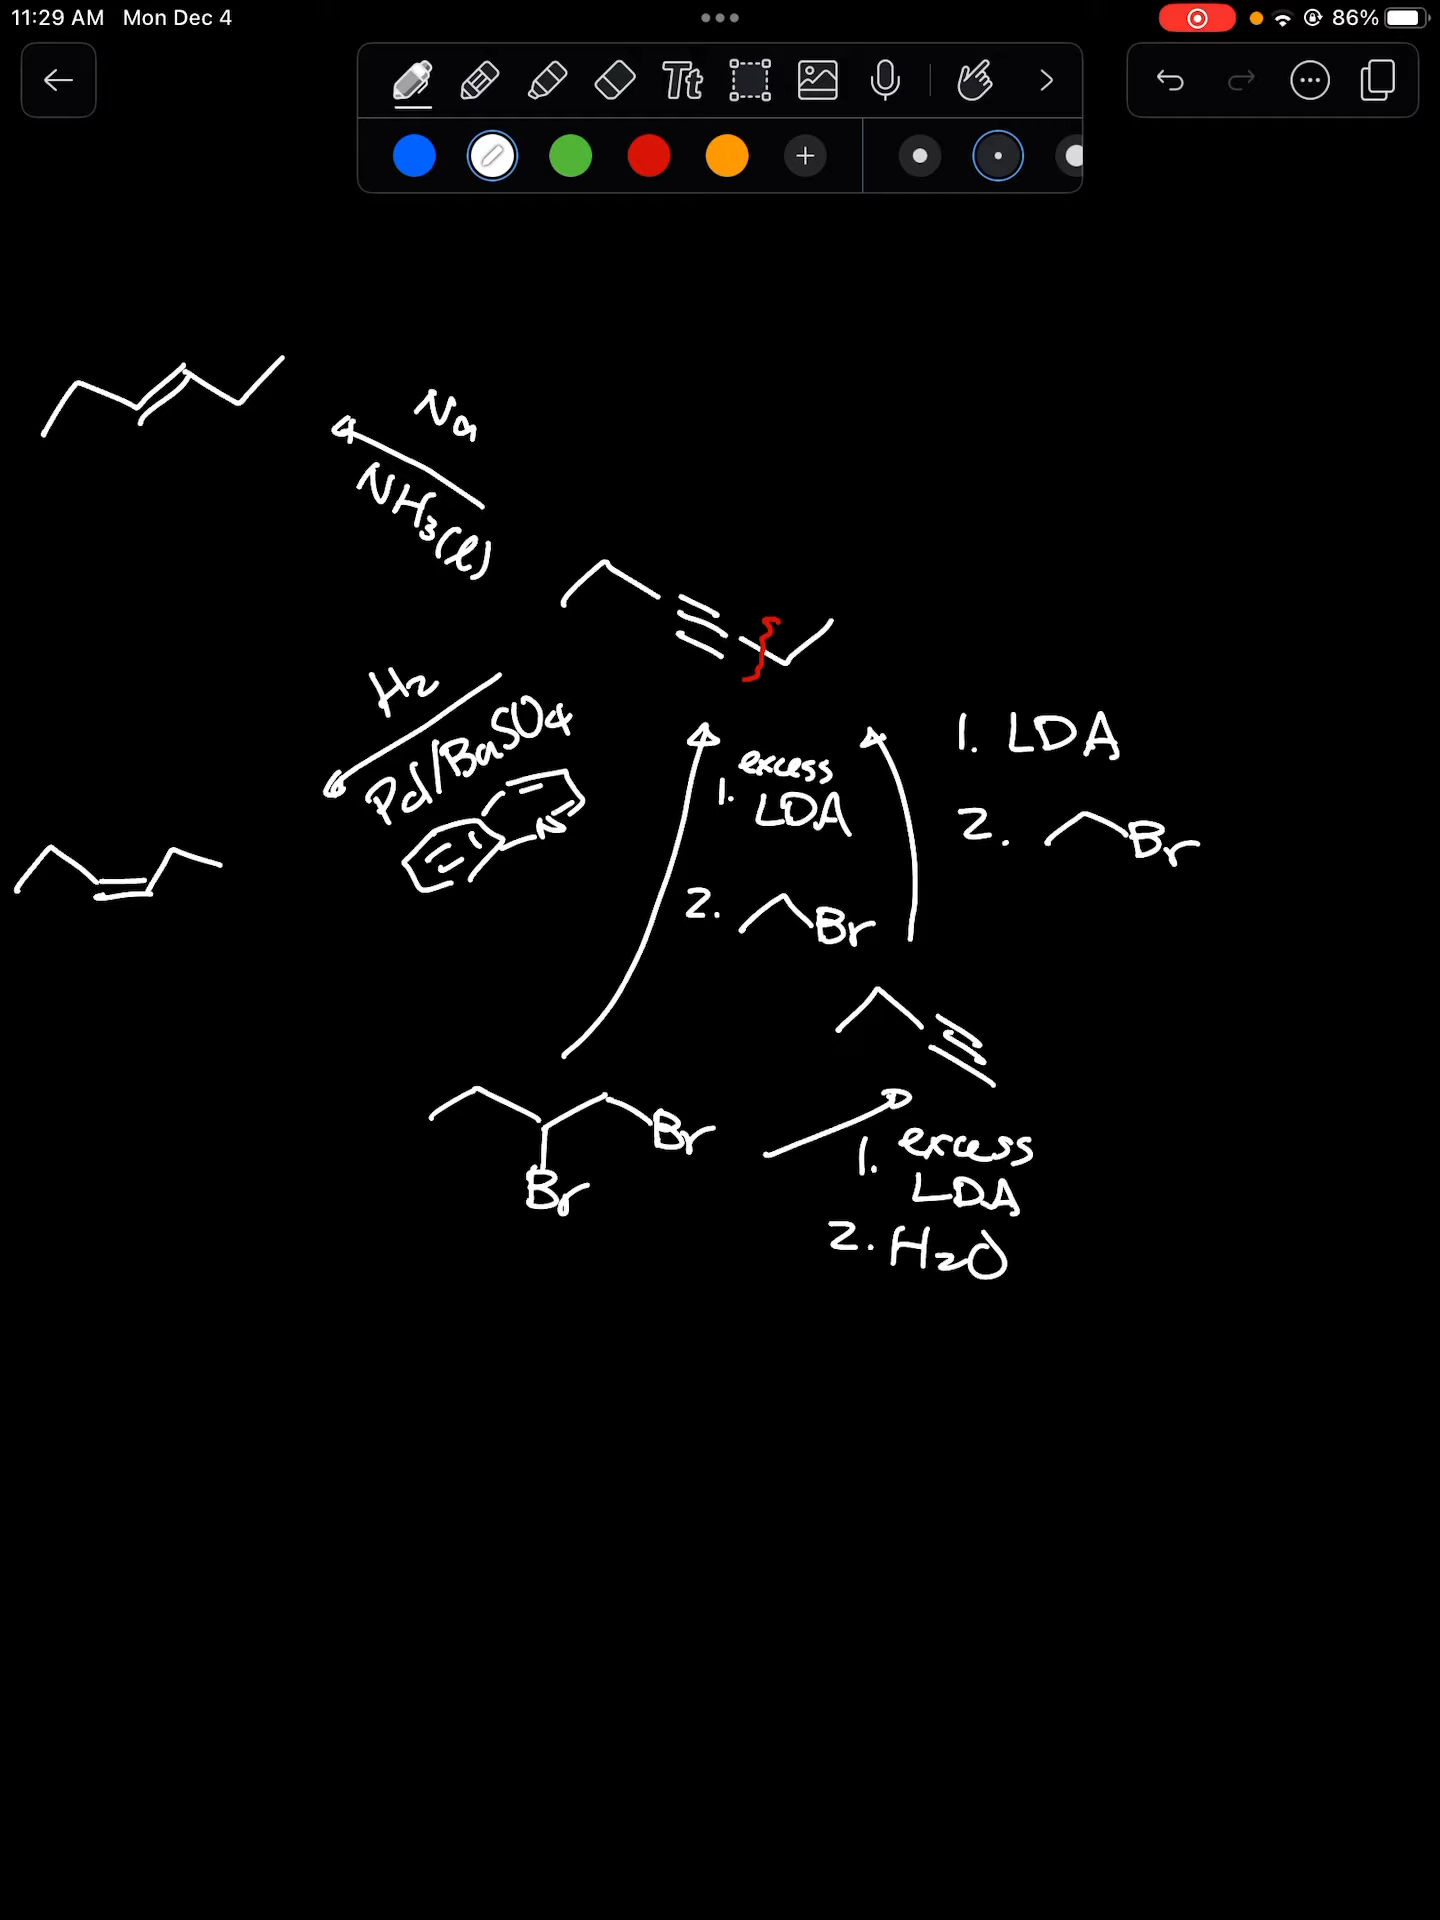 11:29 AM Mon Dec 4
86%
Tt
Na
NH3(l)
H2
Pd/BaSO4
N
excess
1. LDA
2. Br
1. LDA
2. Br
Br
Br
1. excess
LDA
2. H2O